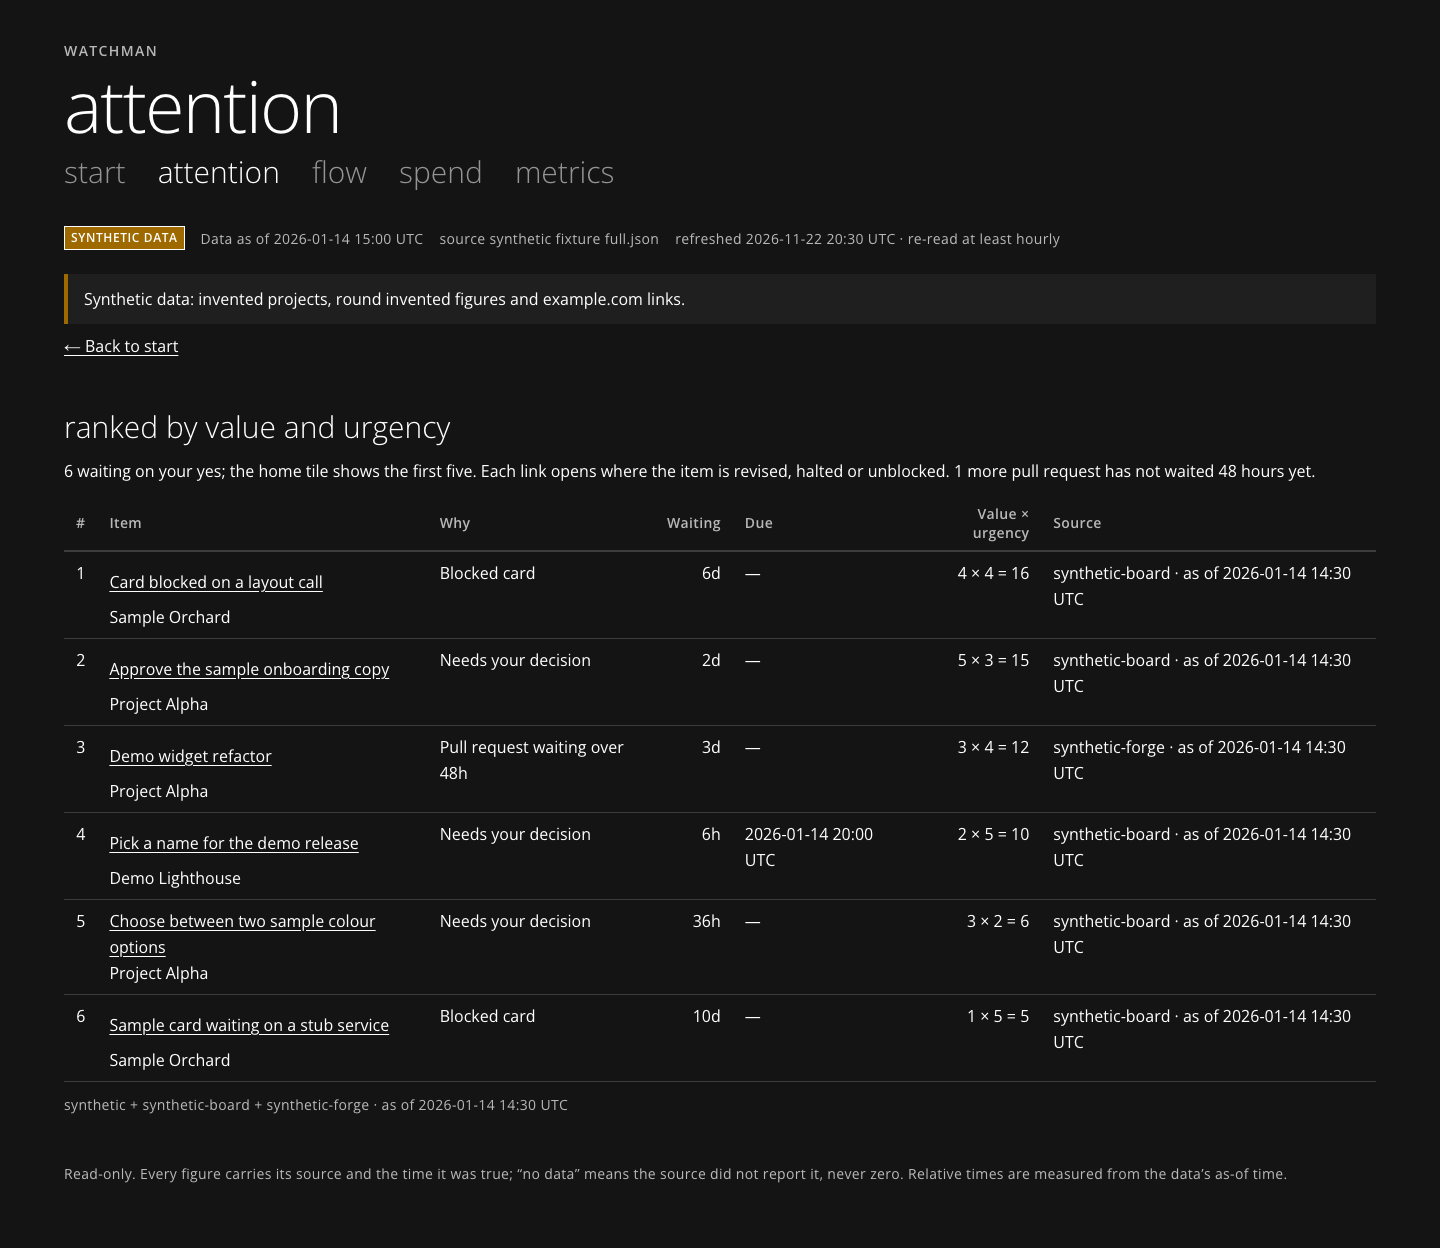 WATCHMAN
attention
start attention flow spend metrics
SYNTHETIC DATA Data as of 2026-01-14 15:00 UTC source synthetic fixture full.json refreshed 2026-11-22 20:30 UTC · re-read at least hourly
Synthetic data: invented projects, round invented figures and example.com links.
← Back to start
ranked by value and urgency
6 waiting on your yes; the home tile shows the first five. Each link opens where the item is revised, halted or unblocked. 1 more pull request has not waited 48 hours yet.
# Item Why Waiting Due Value × urgency Source
1 Card blocked on a layout call Blocked card 6d — 4 × 4 = 16 synthetic-board · as of 2026-01-14 14:30 UTC
Sample Orchard
2 Approve the sample onboarding copy Needs your decision 2d — 5 × 3 = 15 synthetic-board · as of 2026-01-14 14:30 UTC
Project Alpha
3 Demo widget refactor Pull request waiting over 48h 3d — 3 × 4 = 12 synthetic-forge · as of 2026-01-14 14:30 UTC
Project Alpha
4 Pick a name for the demo release Needs your decision 6h 2026-01-14 20:00 UTC 2 × 5 = 10 synthetic-board · as of 2026-01-14 14:30 UTC
Demo Lighthouse
5 Choose between two sample colour options Needs your decision 36h — 3 × 2 = 6 synthetic-board · as of 2026-01-14 14:30 UTC
Project Alpha
6 Sample card waiting on a stub service Blocked card 10d — 1 × 5 = 5 synthetic-board · as of 2026-01-14 14:30 UTC
Sample Orchard
synthetic + synthetic-board + synthetic-forge · as of 2026-01-14 14:30 UTC
Read-only. Every figure carries its source and the time it was true; “no data” means the source did not report it, never zero. Relative times are measured from the data’s as-of time.